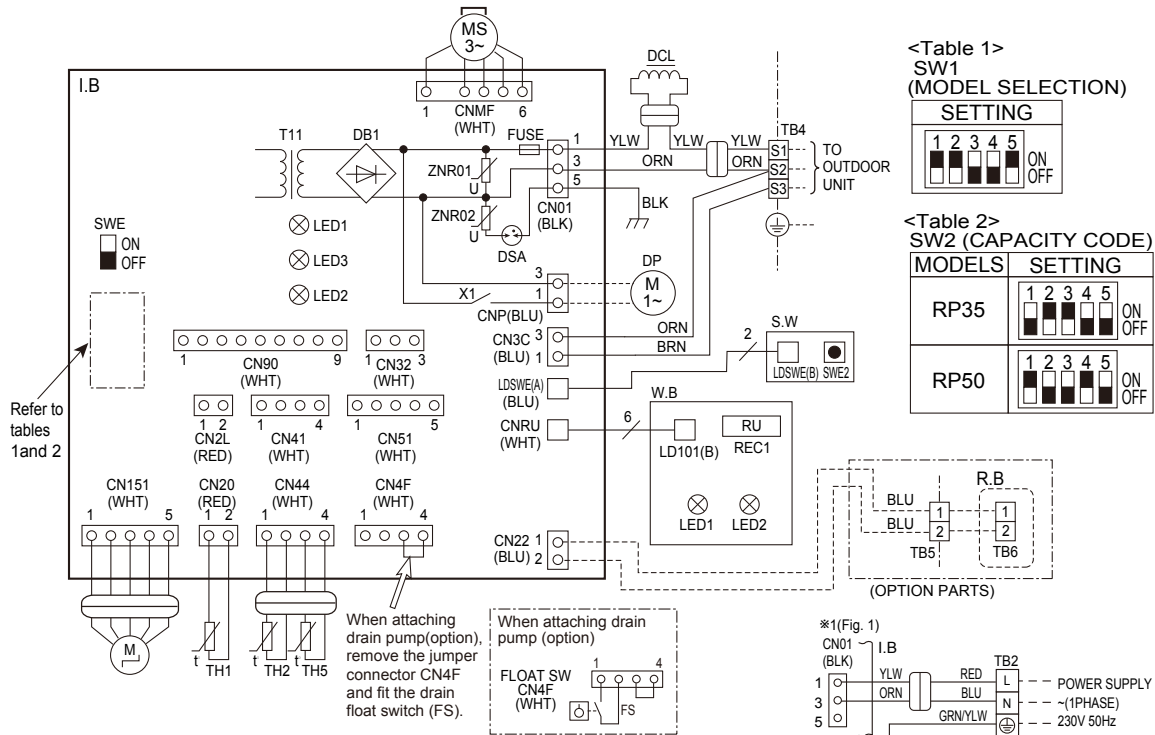 MS
3~
I.B
1 6
CNMF
(WHT)
DCL
T11
DB1
FUSE
1
3
5
CN01
(BLK)
YLW
YLW
YLW
ORN
ORN
TB4
S1
S2
S3
TO
OUTDOOR
UNIT
ZNR01
U
ZNR02
U
DSA
BLK
SWE
ON
OFF
LED1
LED3
LED2
X1
3
1
CNP(BLU)
DP
M
1~
CN3C
(BLU)
3
1
ORN
BRN
LDSWE(A)
(BLU)
2
S.W
LDSWE(B)
SWE2
CNRU
(WHT)
6
W.B
LD101(B)
RU
REC1
LED1
LED2
Refer to
tables
1and 2
1 9
CN90
(WHT)
1 3
CN32
(WHT)
1 2
CN2L
(RED)
1 4
CN41
(WHT)
1 5
CN51
(WHT)
CN151
(WHT)
1 5
CN20
(RED)
1 2
CN44
(WHT)
1 4
CN4F
(WHT)
1 4
CN22
(BLU)
1
2
BLU
BLU
1
2
TB5
R.B
1
2
TB6
(OPTION PARTS)
M
t
TH1
t
TH2
t
TH5
When attaching
drain pump(option),
remove the jumper
connector CN4F
and fit the drain
float switch (FS).
When attaching drain
pump (option)
FLOAT SW
CN4F
(WHT)
1 4
FS
※1(Fig. 1)
CN01
(BLK)
I.B
1
3
5
YLW
ORN
RED
BLU
GRN/YLW
TB2
L
N
POWER SUPPLY
~(1PHASE)
230V 50Hz
<Table 1>
SW1
(MODEL SELECTION)
SETTING
1 2 3 4 5
ON
OFF
<Table 2>
SW2 (CAPACITY CODE)
MODELS SETTING
RP35
1 2 3 4 5
ON
OFF
RP50
1 2 3 4 5
ON
OFF